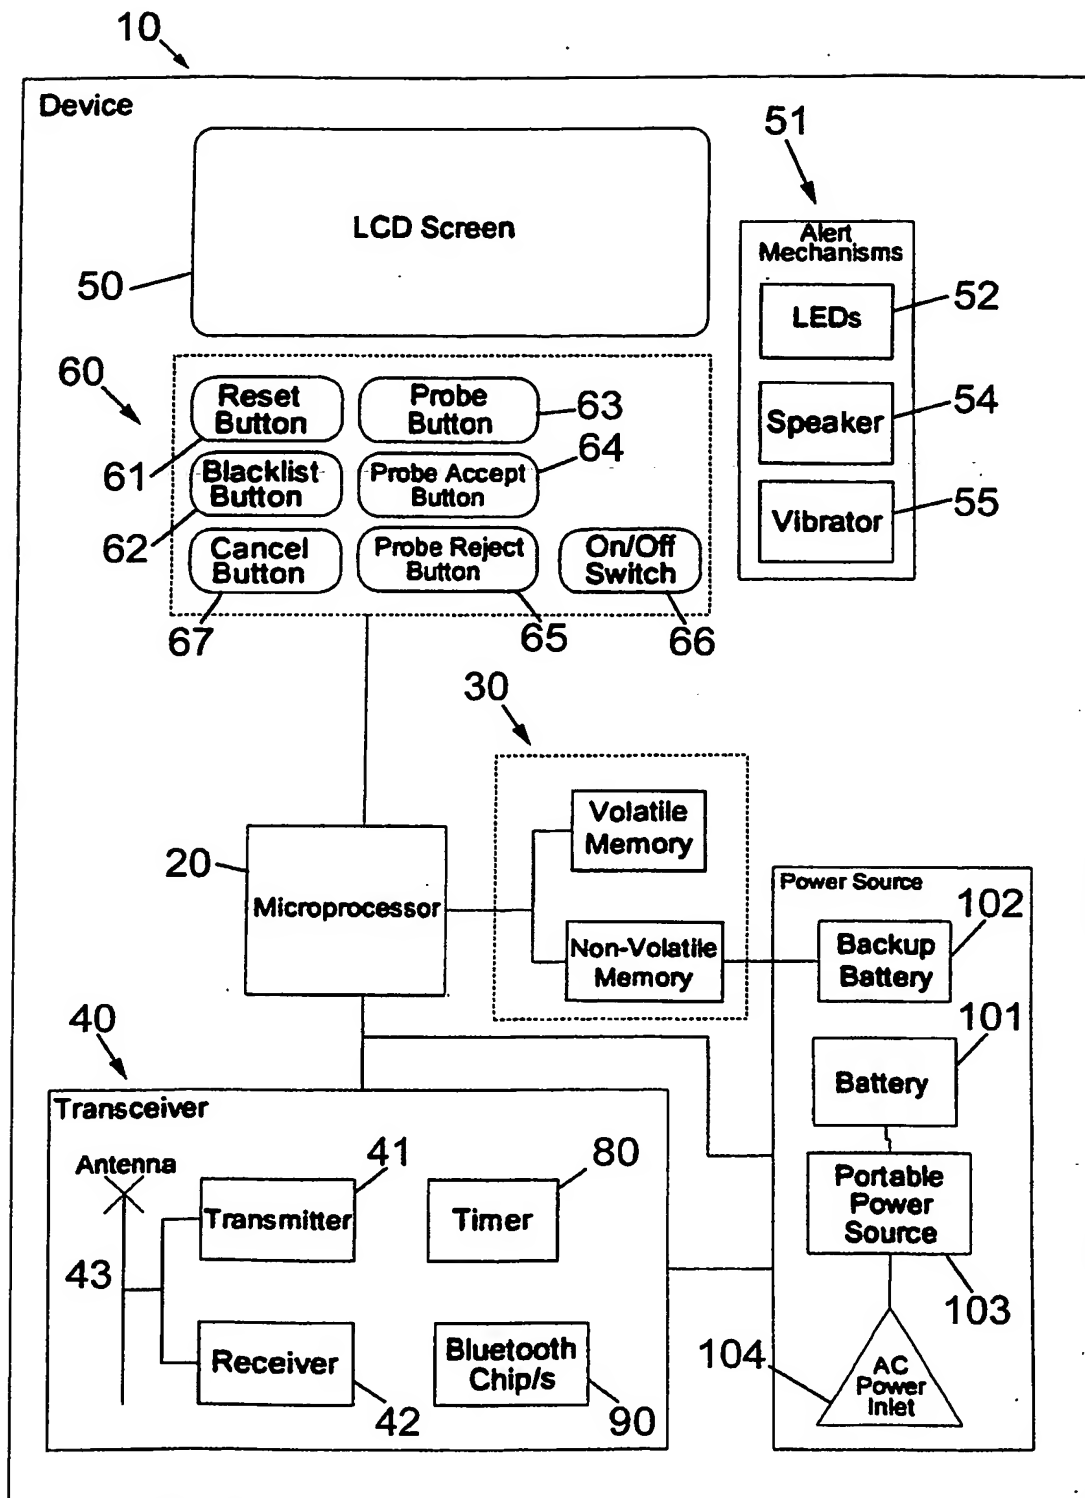 10
Device
51
LCD Screen
50
Alert
Mechanisms
LEDs
52
Speaker
54
Vibrator
55
60
Reset
Button
61
Probe
Button
63
Blacklist
Button
62
Probe Accept
Button
64
Cancel
Button
67
Probe Reject
Button
65
On/Off
Switch
66
30
Volatile
Memory
20
Microprocessor
Non-Volatile
Memory
Power Source
102
Backup
Battery
101
Battery
Portable
Power
Source
103
104
AC
Power
Inlet
40
Transceiver
Antenna
43
41
Transmitter
80
Timer
Receiver
42
Bluetooth
Chip/s
90